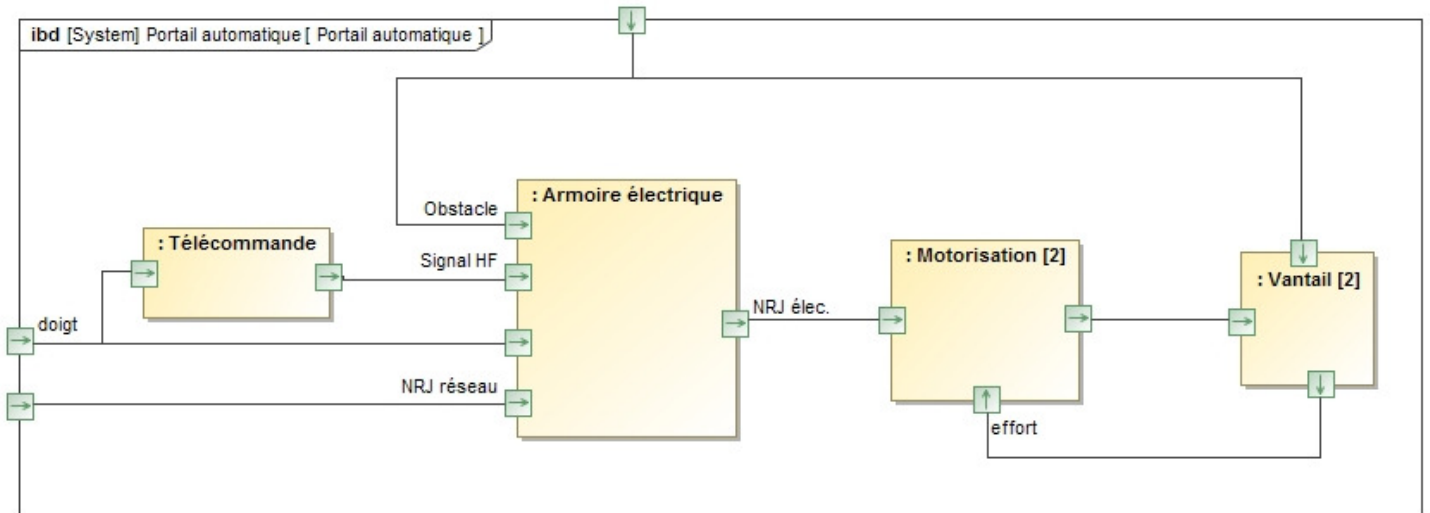 ibd [System] Portail automatique [ Portail automatique ]
: Armoire électrique
Obstacle
: Télécommande
Signal HF
: Motorisation [2]
: Vantail [2]
NRJ élec.
doigt
NRJ réseau
effort